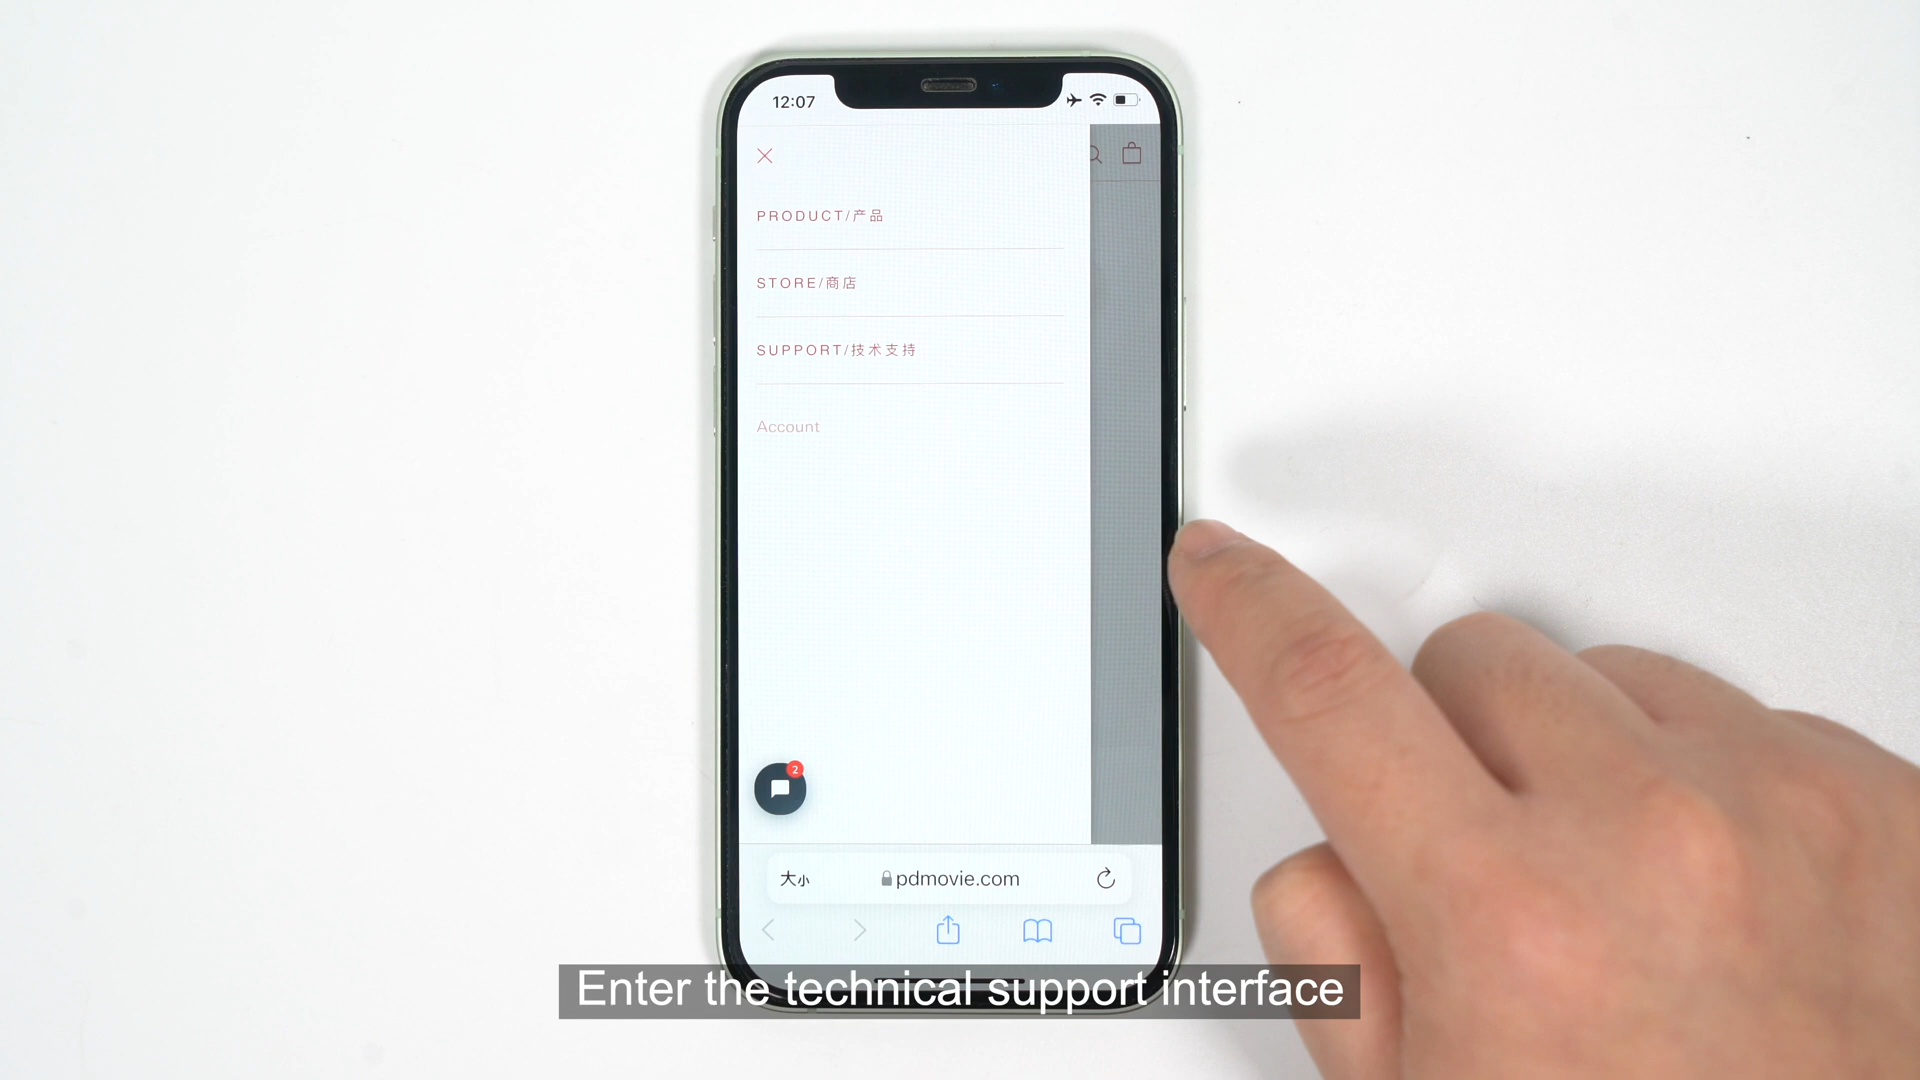 12:07
PRODUCT/产品
STORE/商店
SUPPORT/技术支持
Account
2
大小 pdmovie.com
Enter the technical support interface